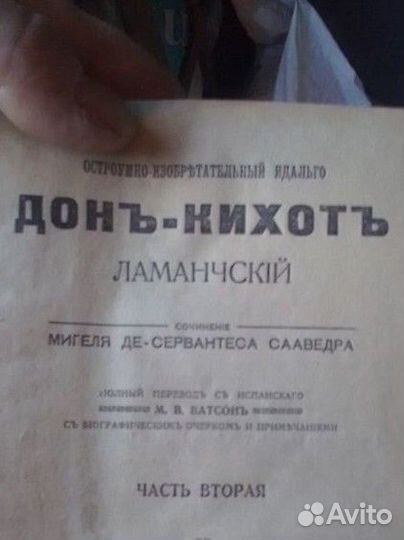 ОСТРОУМНО-ИЗОБРѢТАТЕЛЬНЫЙ ИДАЛЬГО
ДОНЪ-КИХОТЪ
ЛАМАНЧСКІЙ
СОЧИНЕНІЕ
МИГЕЛЯ ДЕ-СЕРВАНТЕСА СААВЕДРА
ПОЛНЫЙ ПЕРЕВОДЪ СЪ ИСПАНСКАГО
М. В. ВАТСОНЪ
СЪ БІОГРАФИЧЕСКИМЪ ОЧЕРКОМЪ И ПРИМѢЧАНІЯМИ
ЧАСТЬ ВТОРАЯ
Avito